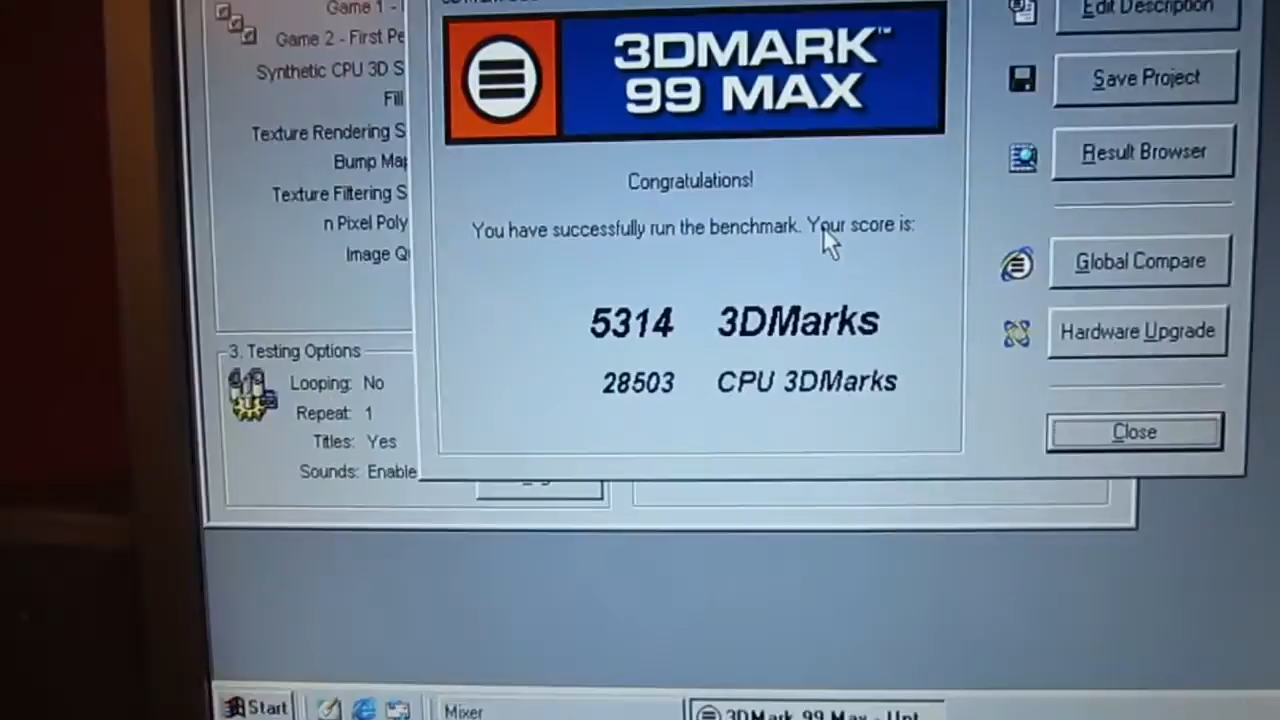 Game 1 -
Game 2 - First Pe
Synthetic CPU 3D S
Fill
Texture Rendering S
Bump Map
Texture Filtering S
n Pixel Poly
Image Q
3. Testing Options
Looping: No
Repeat: 1
Titles: Yes
Sounds: Enable
3DMARK™
99 MAX
Congratulations!
You have successfully run the benchmark. Your score is:
5314 3DMarks
28503 CPU 3DMarks
Edit Description
Save Project
Result Browser
Global Compare
Hardware Upgrade
Close
Start
Mixer
3DMark 99 Max -